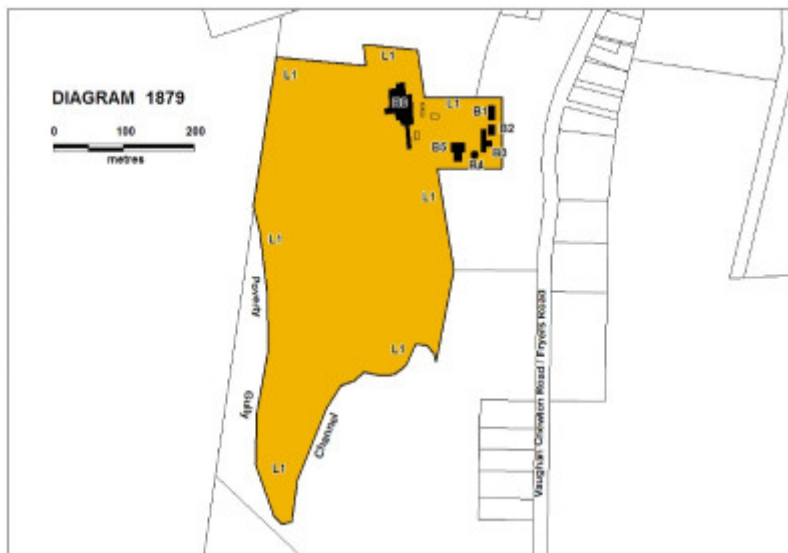 DIAGRAM 1879
0 100 200
metres
L1
L1
L1
B6
B1
B2
B3
B4
B5
L1
L1
L1
L1
Poverty
Gully
Channel
Vaughan Chewton Road / Fryers Road